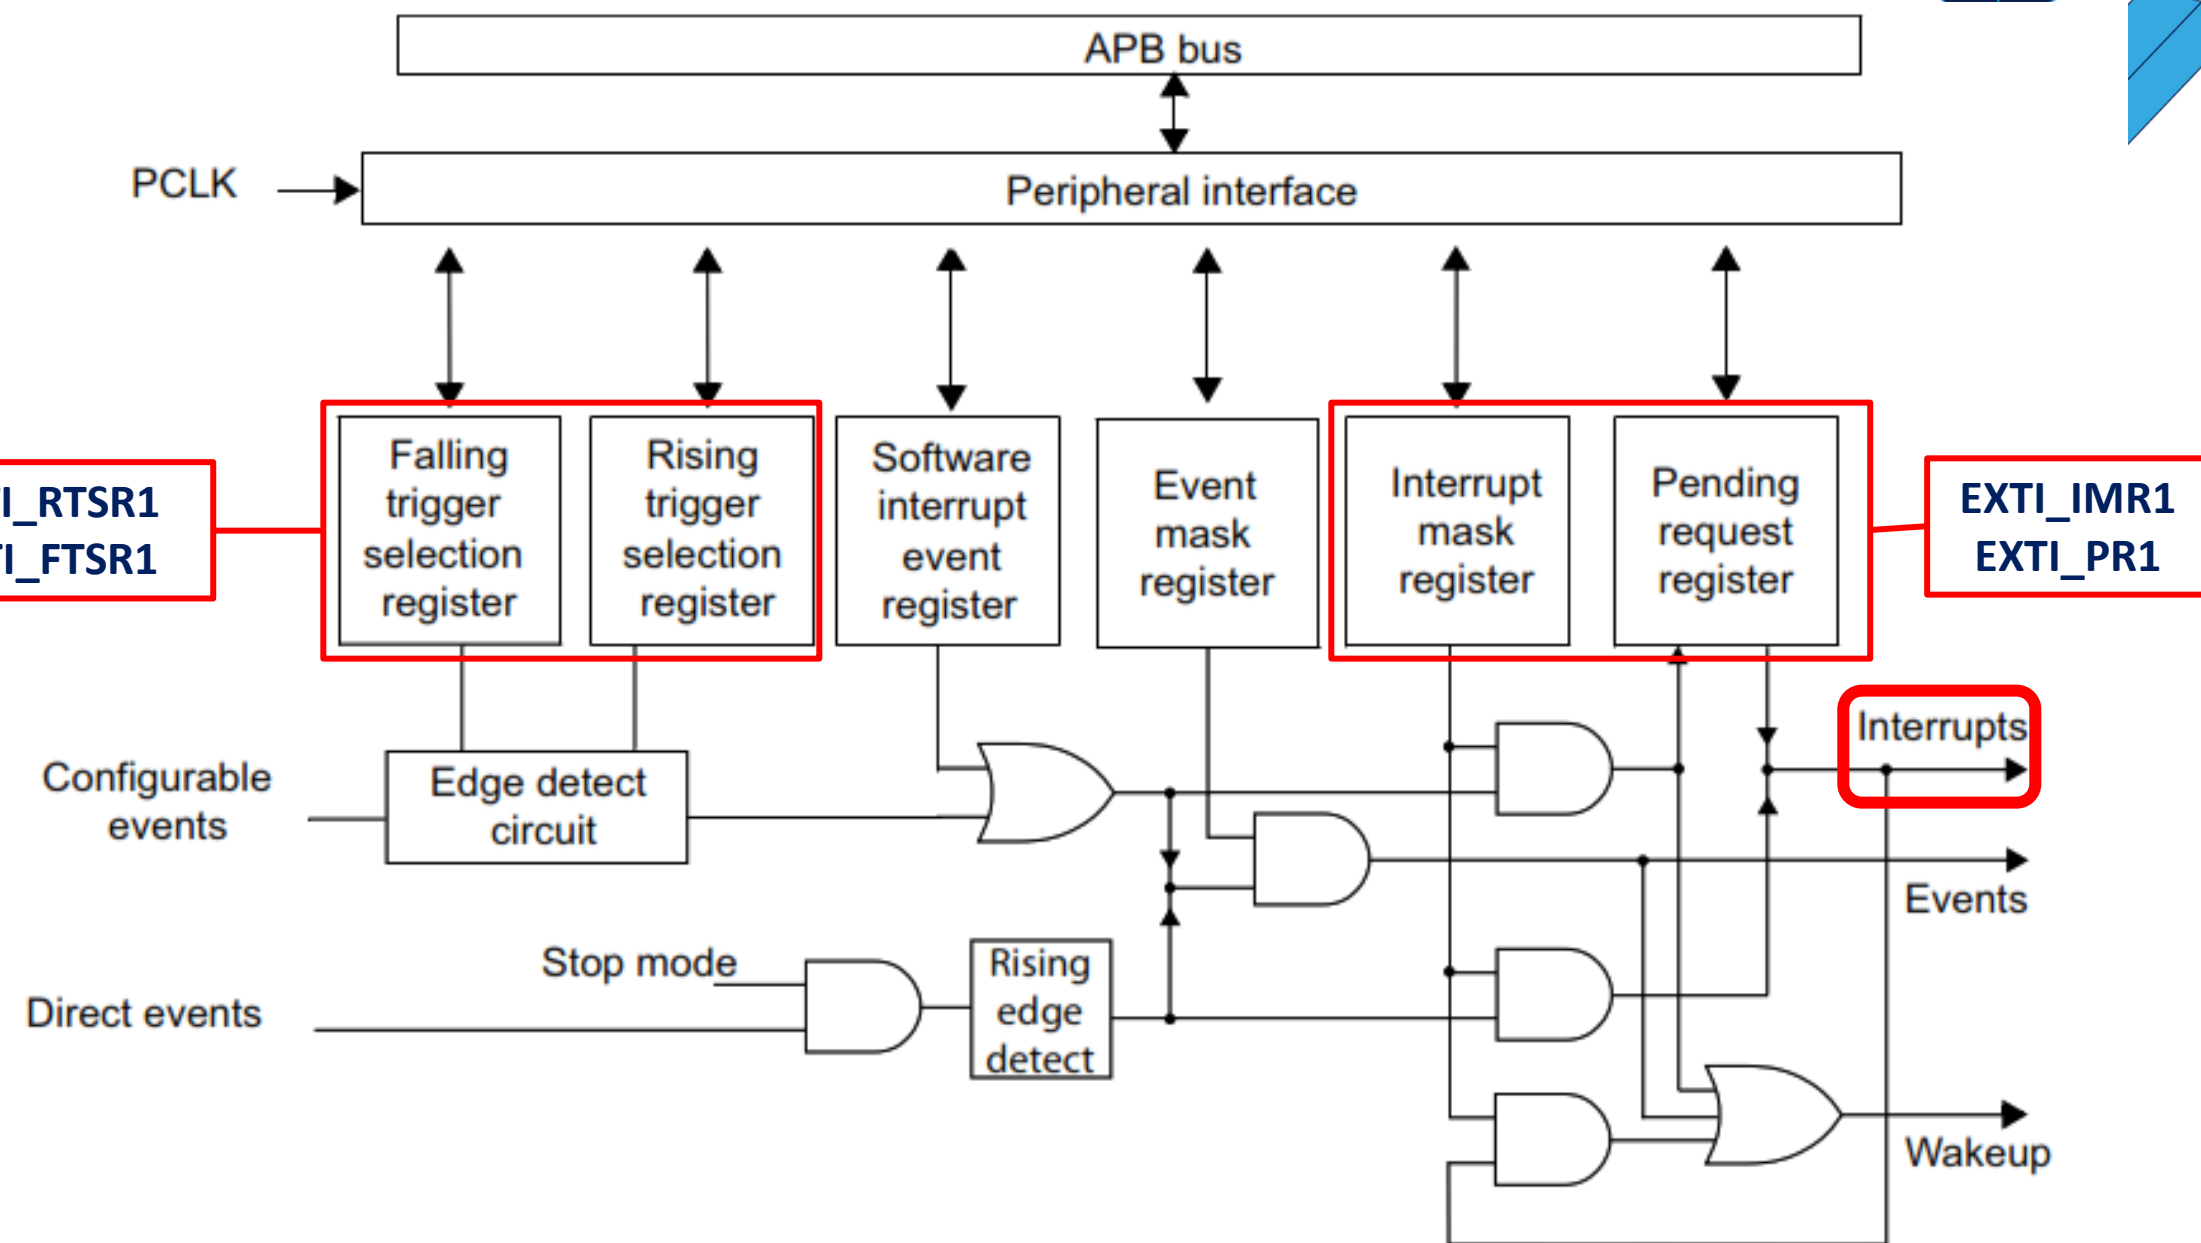 APB bus
PCLK
Peripheral interface
Falling
trigger
selection
register
Rising
trigger
selection
register
Software
interrupt
event
register
Event
mask
register
Interrupt
mask
register
Pending
request
register
TI_RTSR1
TI_FTSR1
EXTI_IMR1
EXTI_PR1
Interrupts
Configurable
events
Edge detect
circuit
Events
Stop mode
Rising
edge
detect
Direct events
Wakeup